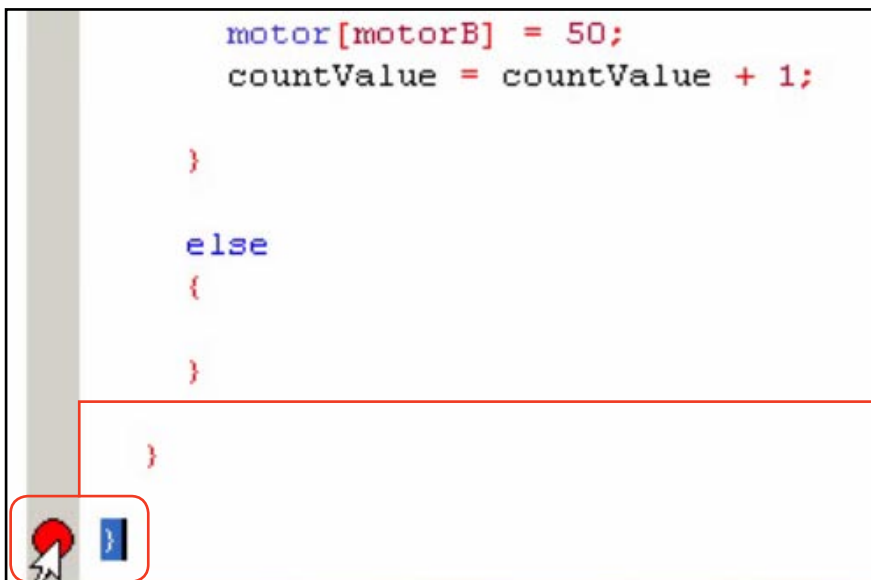 motor[motorB] = 50;
countValue = countValue + 1;
}
else
{
}
}
}